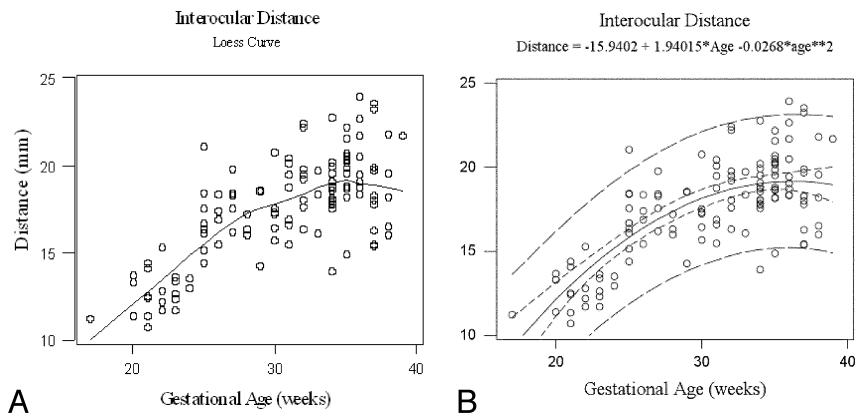 Interocular Distance
Loess Curve
25
20
15
10
Distance (mm)
20
30
40
Gestational Age (weeks)
A
Interocular Distance
Distance = -15.9402 + 1.94015*Age -0.0268*age**2
25
20
15
10
20
30
40
Gestational Age (weeks)
B